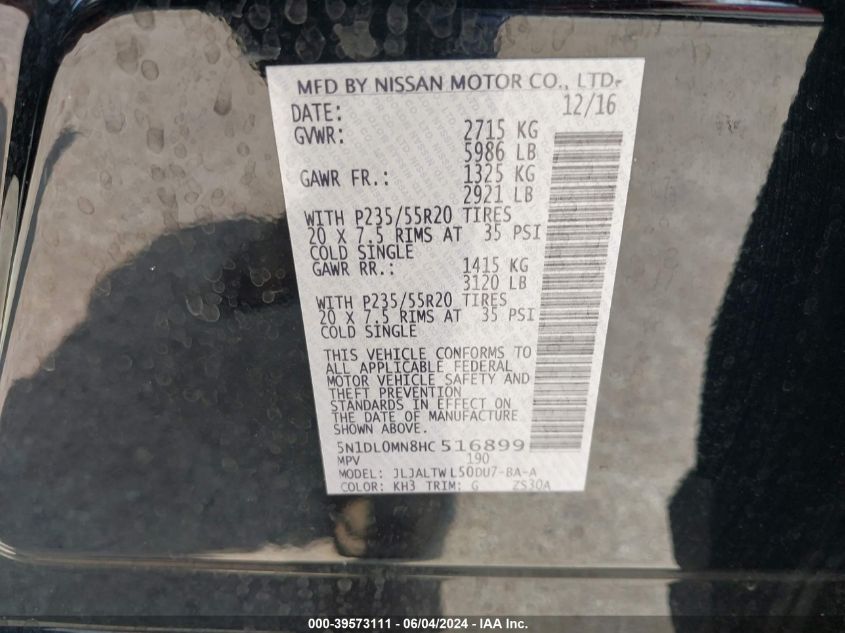 MFD BY NISSAN MOTOR CO., LTD.
DATE: 12/16
GVWR: 2715 KG
5986 LB
GAWR FR.: 1325 KG
2921 LB
WITH P235/55R20 TIRES
20 X 7.5 RIMS AT 35 PSI
COLD SINGLE
GAWR RR.: 1415 KG
3120 LB
WITH P235/55R20 TIRES
20 X 7.5 RIMS AT 35 PSI
COLD SINGLE
THIS VEHICLE CONFORMS TO
ALL APPLICABLE FEDERAL
MOTOR VEHICLE SAFETY AND
THEFT PREVENTION
STANDARDS IN EFFECT ON
THE DATE OF MANUFACTURE
SHOWN ABOVE.
5N1DL0MN8HC516899
MPV 190
MODEL: JLJALTWL50DU7-BA-A
COLOR: KH3 TRIM: G ZS30A
000-39573111 - 06/04/2024 - IAA Inc.